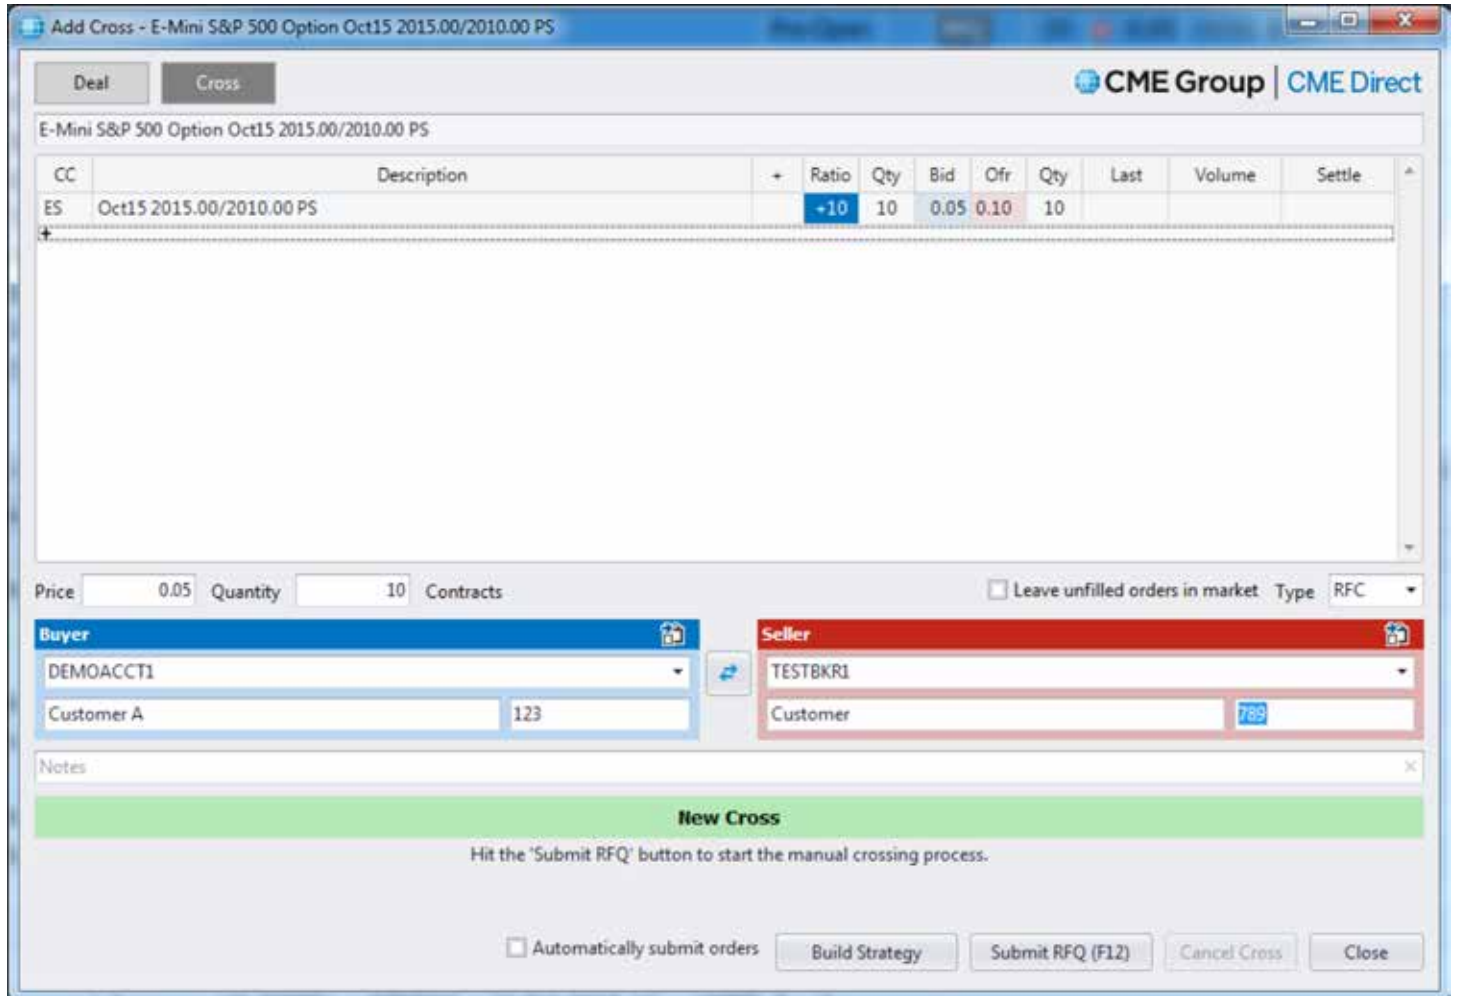 Add Cross - E-Mini S&P 500 Option Oct15 2015.00/2010.00 PS
Deal Cross CME Group | CME Direct
E-Mini S&P 500 Option Oct15 2015.00/2010.00 PS
CC Description + Ratio Qty Bid Ofr Qty Last Volume Settle
ES Oct15 2015.00/2010.00 PS +10 10 0.05 0.10 10
+
Price 0.05 Quantity 10 Contracts Leave unfilled orders in market Type RFC
Buyer Seller
DEMOACCT1 TESTBKR1
Customer A 123 Customer 789
Notes
New Cross
Hit the 'Submit RFQ' button to start the manual crossing process.
Automatically submit orders Build Strategy Submit RFQ (F12) Cancel Cross Close